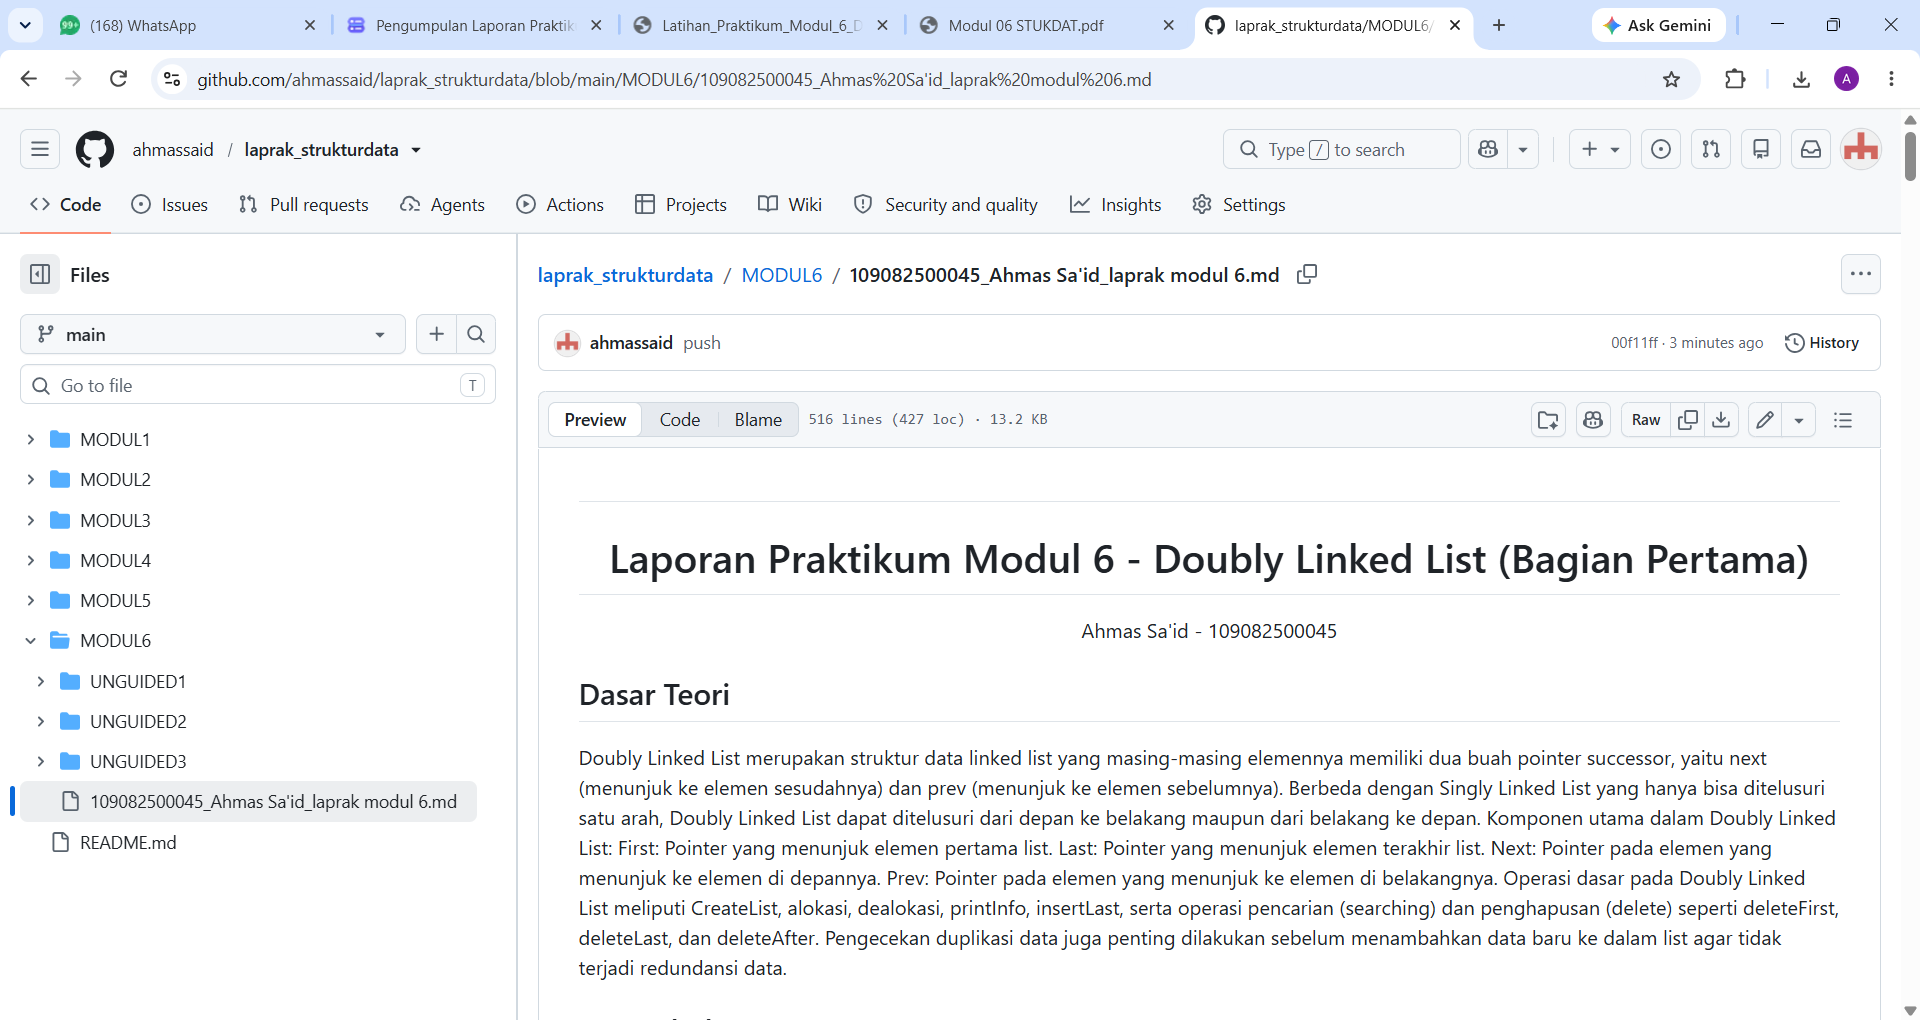 99+
(168) WhatsApp
Pengumpulan Laporan Praktik
Latihan_Praktikum_Modul_6_D
Modul 06 STUKDAT.pdf
laprak_strukturdata/MODUL6/
Ask Gemini
github.com/ahmassaid/laprak_strukturdata/blob/main/MODUL6/109082500045_Ahmas%20Sa'id_laprak%20modul%206.md
A
ahmassaid / laprak_strukturdata
Type / to search
Code
Issues
Pull requests
Agents
Actions
Projects
Wiki
Security and quality
Insights
Settings
Files
main
Go to file
T
MODUL1
MODUL2
MODUL3
MODUL4
MODUL5
MODUL6
UNGUIDED1
UNGUIDED2
UNGUIDED3
109082500045_Ahmas Sa'id_laprak modul 6.md
README.md
laprak_strukturdata / MODUL6 / 109082500045_Ahmas Sa'id_laprak modul 6.md
ahmassaid push
00f11ff · 3 minutes ago
History
Preview
Code
Blame
516 lines (427 loc) · 13.2 KB
Raw
Laporan Praktikum Modul 6 - Doubly Linked List (Bagian Pertama)
Ahmas Sa'id - 109082500045
Dasar Teori
Doubly Linked List merupakan struktur data linked list yang masing-masing elemennya memiliki dua buah pointer successor, yaitu next
(menunjuk ke elemen sesudahnya) dan prev (menunjuk ke elemen sebelumnya). Berbeda dengan Singly Linked List yang hanya bisa ditelusuri
satu arah, Doubly Linked List dapat ditelusuri dari depan ke belakang maupun dari belakang ke depan. Komponen utama dalam Doubly Linked
List: First: Pointer yang menunjuk elemen pertama list. Last: Pointer yang menunjuk elemen terakhir list. Next: Pointer pada elemen yang
menunjuk ke elemen di depannya. Prev: Pointer pada elemen yang menunjuk ke elemen di belakangnya. Operasi dasar pada Doubly Linked
List meliputi CreateList, alokasi, dealokasi, printInfo, insertLast, serta operasi pencarian (searching) dan penghapusan (delete) seperti deleteFirst,
deleteLast, dan deleteAfter. Pengecekan duplikasi data juga penting dilakukan sebelum menambahkan data baru ke dalam list agar tidak
terjadi redundansi data.